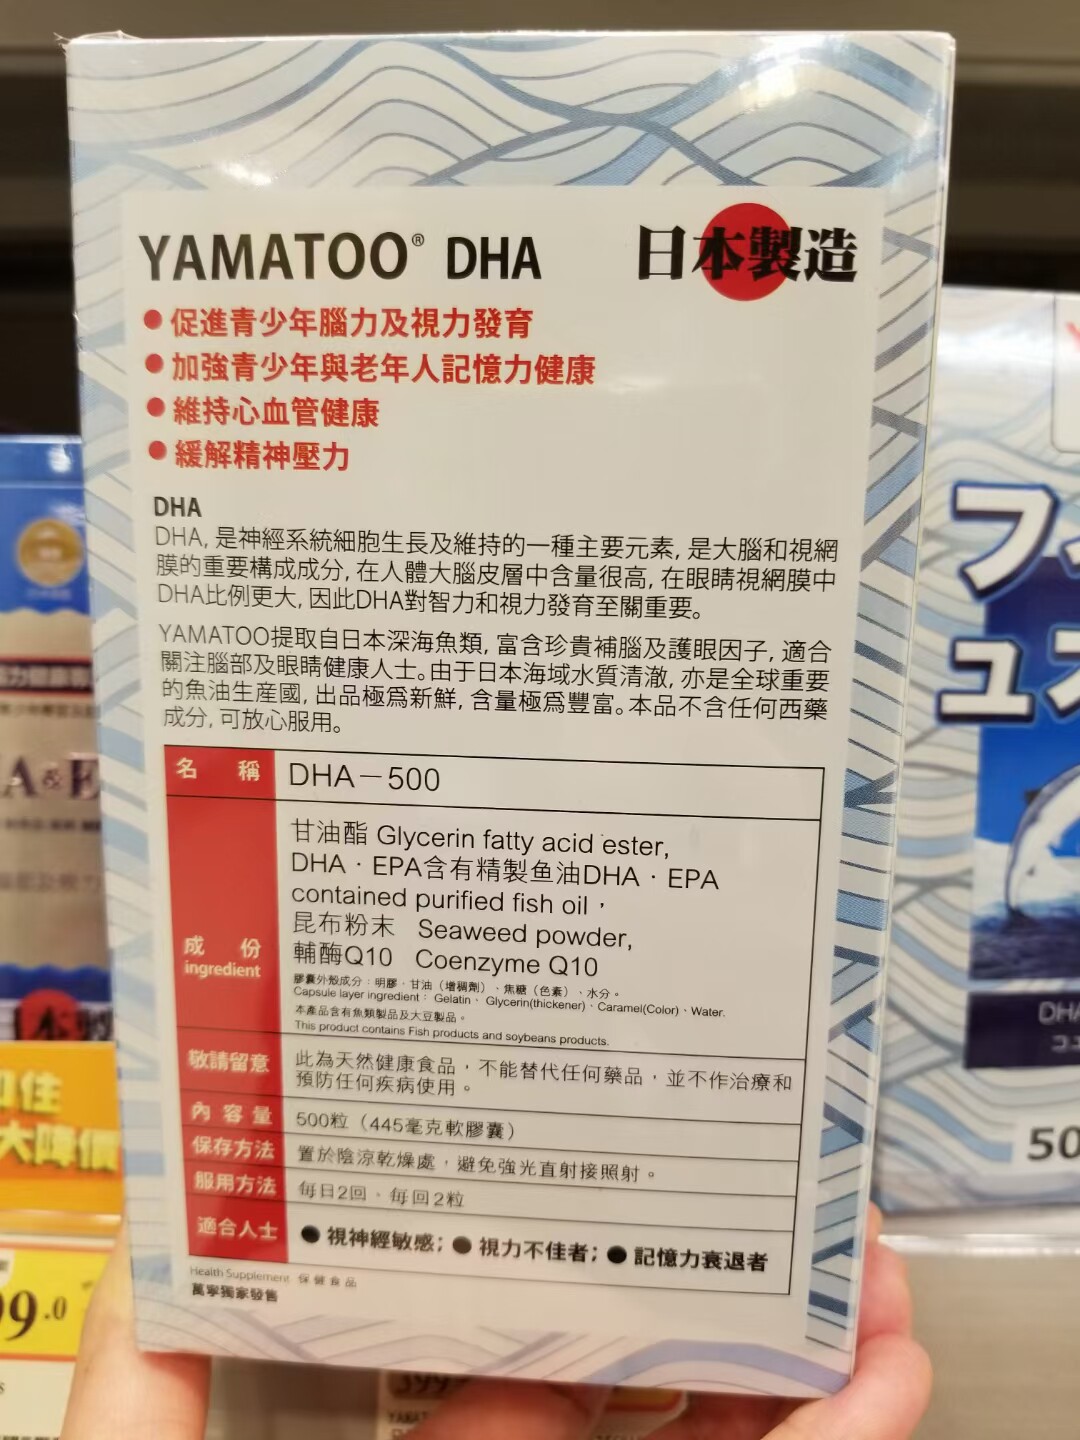 YAMATOO® DHA
日本製造
●促進青少年腦力及視力發育
●加強青少年與老年人記憶力健康
●維持心血管健康
●緩解精神壓力
DHA
DHA, 是神經系統細胞生長及維持的一種主要元素, 是大腦和視網
膜的重要構成成分, 在人體大腦皮層中含量很高, 在眼睛視網膜中
DHA比例更大, 因此DHA對智力和視力發育至關重要。
YAMATOO提取自日本深海魚類, 富含珍貴補腦及護眼因子, 適合
關注腦部及眼睛健康人士。由于日本海域水質清澈, 亦是全球重要
的魚油生產國, 出品極爲新鮮, 含量極爲豐富。本品不含任何西藥
成分, 可放心服用。
名 稱 DHA－500
成 份
ingredient
甘油酯 Glycerin fatty acid ester,
DHA · EPA含有精製鱼油DHA · EPA
contained purified fish oil，
昆布粉末 Seaweed powder,
輔酶Q10 Coenzyme Q10
膠囊外殼成分：明膠、甘油（增稠劑）、焦糖（色素）、水分。
Capsule layer ingredient： Gelatin、Glycerin(thickener)、Caramel(Color)、Water.
本產品含有魚類製品及大豆製品。
This product contains Fish products and soybeans products.
敬請留意 此為天然健康食品，不能替代任何藥品，並不作治療和
預防任何疾病使用。
內 容 量 500粒（445毫克軟膠囊）
保存方法 置於陰涼乾燥處，避免強光直射接照射。
服用方法 每日2回、每回2粒
適合人士 ● 視神經敏感; ● 視力不佳者; ● 記憶力衰退者
Health Supplement 保健食品
萬寧獨家發售
フ
ュ
DHA
50
A&E
日本製
大降價
99.0
399